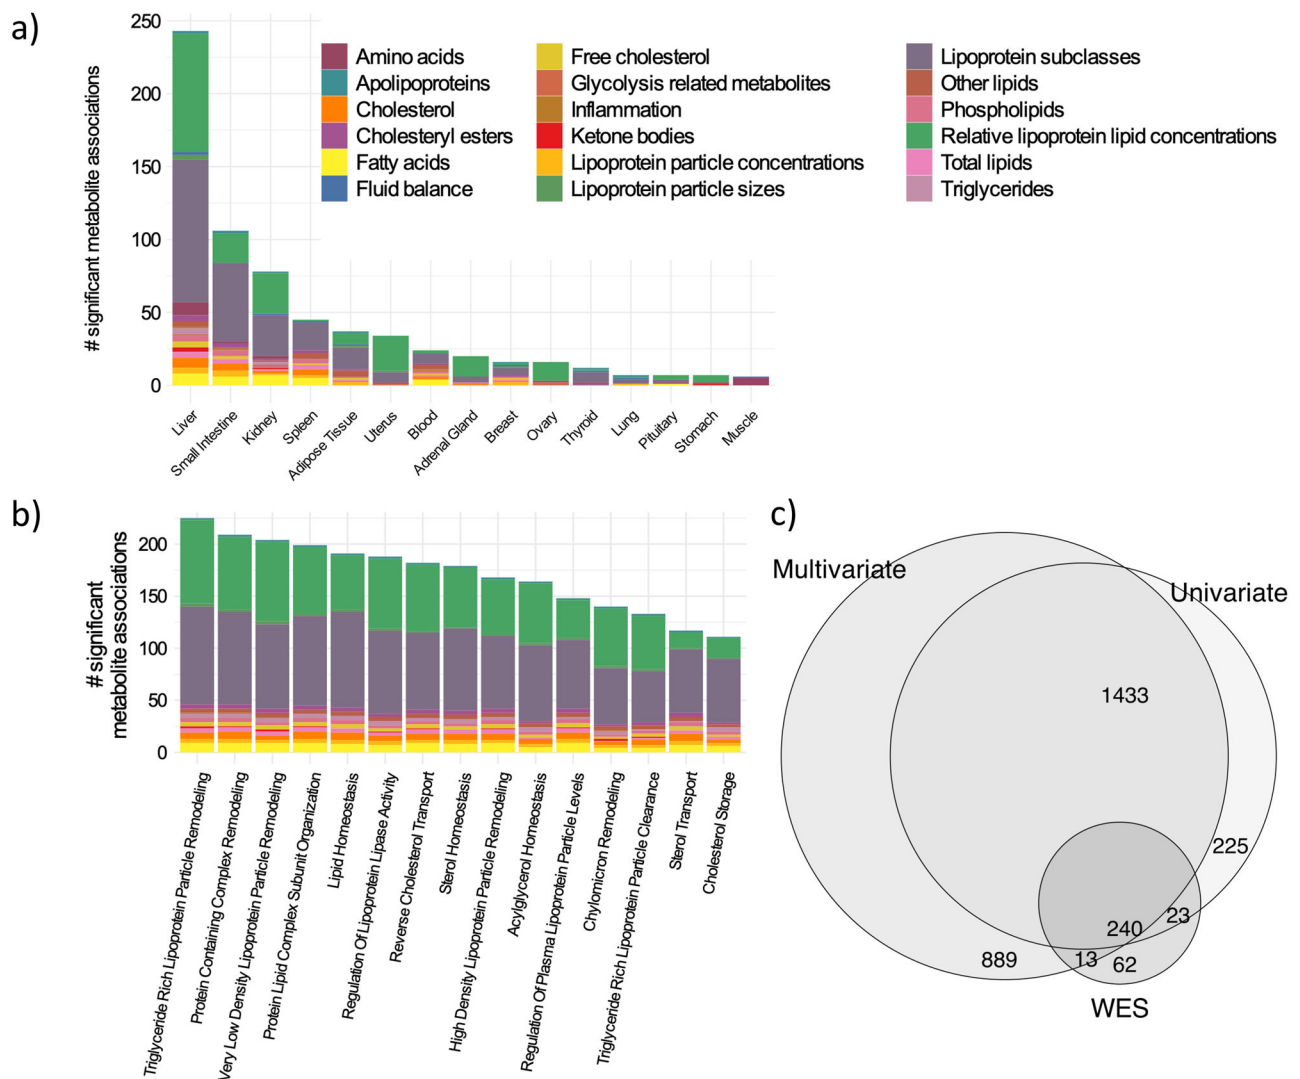 a)
# significant metabolite associations
250
200
150
100
50
0
Amino acids
Apolipoproteins
Cholesterol
Cholesteryl esters
Fatty acids
Fluid balance
Free cholesterol
Glycolysis related metabolites
Inflammation
Ketone bodies
Lipoprotein particle concentrations
Lipoprotein particle sizes
Lipoprotein subclasses
Other lipids
Phospholipids
Relative lipoprotein lipid concentrations
Total lipids
Triglycerides
Liver
Small Intestine
Kidney
Spleen
Adipose Tissue
Uterus
Blood
Adrenal Gland
Breast
Ovary
Thyroid
Lung
Pituitary
Stomach
Muscle
b)
# significant
metabolite associations
200
150
100
50
0
Triglyceride Rich Lipoprotein Particle Remodeling
Protein Containing Complex Remodeling
Very Low Density Lipoprotein Particle Remodeling
Protein Lipid Complex Subunit Organization
Lipid Homeostasis
Regulation Of Lipoprotein Lipase Activity
Reverse Cholesterol Transport
Sterol Homeostasis
High Density Lipoprotein Particle Remodeling
Acylglycerol Homeostasis
Regulation Of Plasma Lipoprotein Particle Levels
Chylomicron Remodeling
Triglyceride Rich Lipoprotein Particle Clearance
Sterol Transport
Cholesterol Storage
c)
Multivariate
Univariate
1433
225
23
240
13
62
889
WES